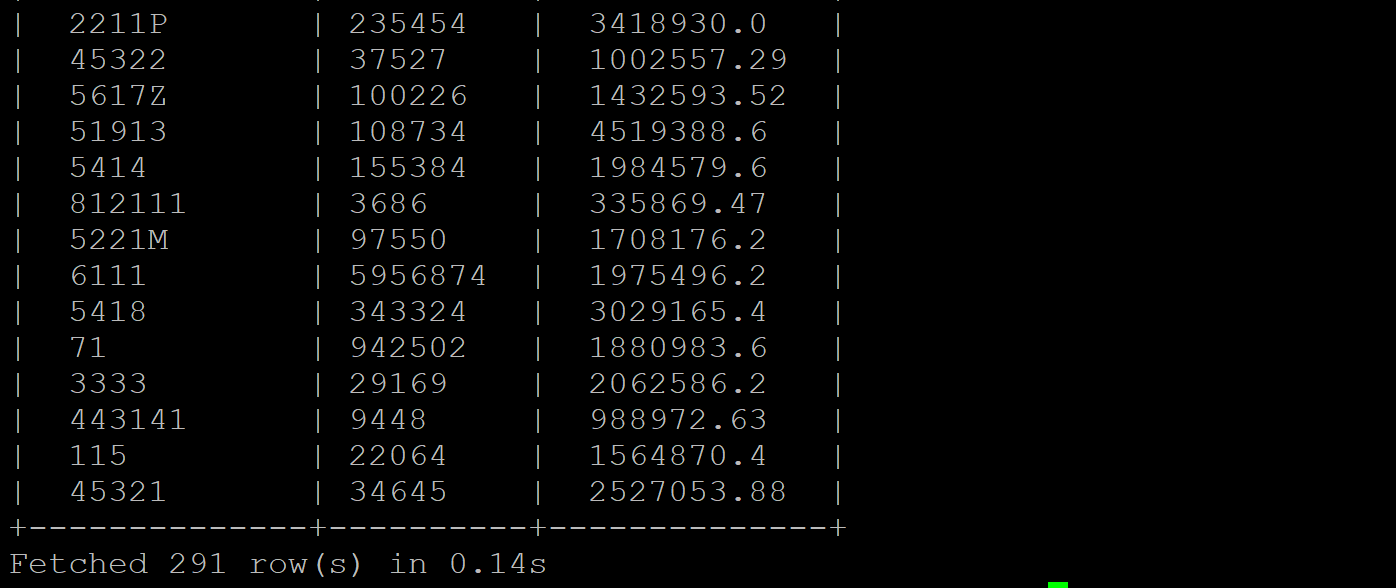 |  2211P        | 235454   |  3418930.0   |
|  45322        | 37527    |  1002557.29  |
|  5617Z        | 100226   |  1432593.52  |
|  51913        | 108734   |  4519388.6   |
|  5414         | 155384   |  1984579.6   |
|  812111       | 3686     |  335869.47   |
|  5221M        | 97550    |  1708176.2   |
|  6111         | 5956874  |  1975496.2   |
|  5418         | 343324   |  3029165.4   |
|  71           | 942502   |  1880983.6   |
|  3333         | 29169    |  2062586.2   |
|  443141       | 9448     |  988972.63   |
|  115          | 22064    |  1564870.4   |
|  45321        | 34645    |  2527053.88  |
+--------------+----------+--------------+
Fetched 291 row(s) in 0.14s